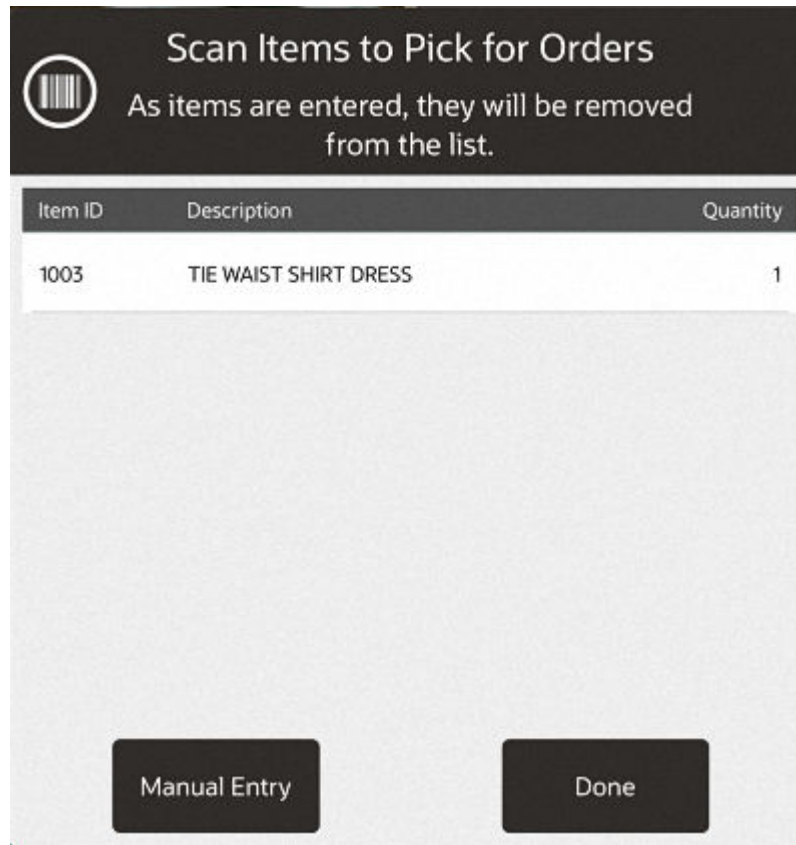 Scan Items to Pick for Orders
As items are entered, they will be removed
from the list.
Item ID Description Quantity
1003 TIE WAIST SHIRT DRESS 1
Manual Entry Done